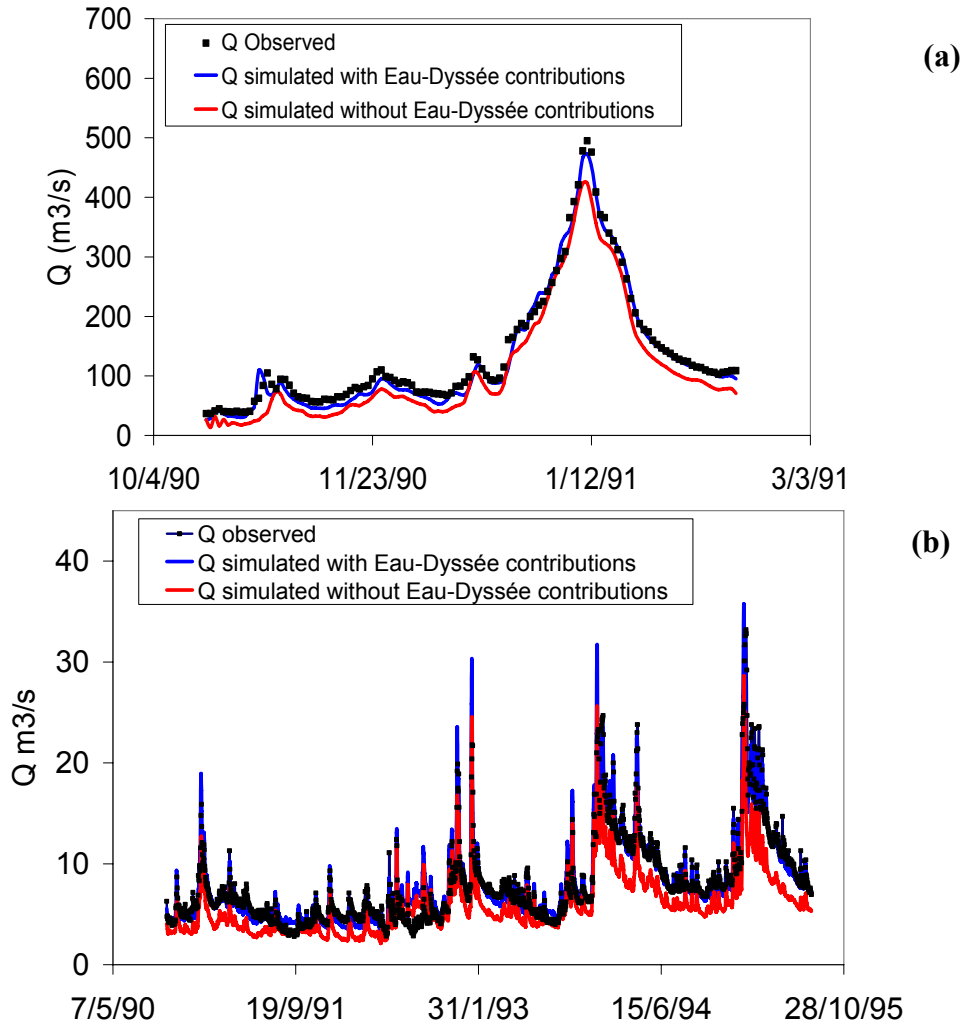 700
600
500
400
300
200
100
0
Q (m3/s)
Q Observed
Q simulated with Eau-Dyssée contributions
Q simulated without Eau-Dyssée contributions
(a)
10/4/90 11/23/90 1/12/91 3/3/91
40
30
20
10
0
Q m3/s
Q observed
Q simulated with Eau-Dyssée contributions
Q simulated without Eau-Dyssée contributions
(b)
7/5/90 19/9/91 31/1/93 15/6/94 28/10/95